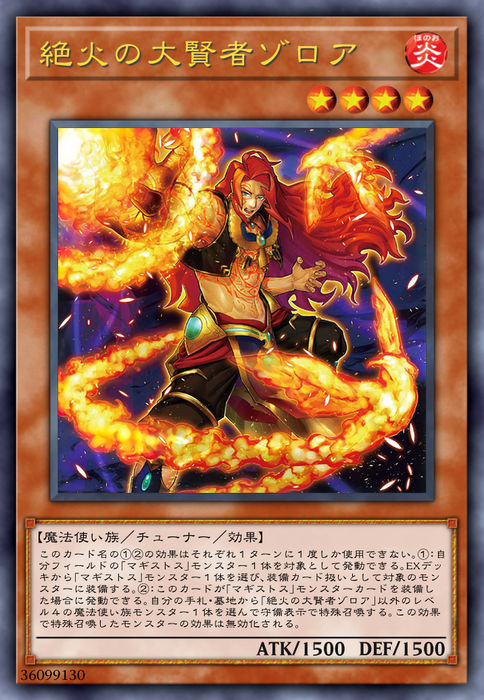 絶火の大賢者ゾロア
ほのお
炎
【魔法使い族／チューナー／効果】
このカード名の①②の効果はそれぞれ１ターンに１度しか使用できない。①：自
分フィールドの「マギストス」モンスター１体を対象として発動できる。EXデッ
キから「マギストス」モンスター１体を選び、装備カード扱いとして対象のモン
スターに装備する。②：このカードが「マギストス」モンスターカードを装備し
た場合に発動できる。自分の手札・墓地から「絶火の大賢者ゾロア」以外のレベ
ル４の魔法使い族モンスター１体を選んで守備表示で特殊召喚する。この効果
で特殊召喚したモンスターの効果は無効化される。
ATK/1500 DEF/1500
36099130